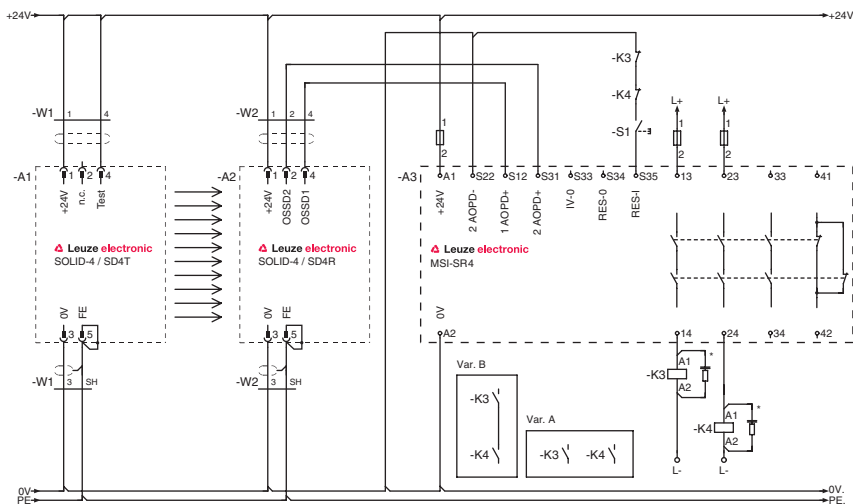 +24V +24V
-K3
-K4
-S1
L+ L+
-W1 1 4
-W2 1 2 4
1 1 1
2 2 2
-A1 1 2 4
+24V n.c. Test
-A2 1 2 4
+24V OSSD2 OSSD1
-A3 A1 S22 S12 S31 S33 S34 S35 13 23 33 41
+24V 2 AOPD- 1 AOPD+ 2 AOPD+ IV-0 RES-0 RES-I
Leuze electronic
SOLID-4 / SD4T
Leuze electronic
SOLID-4 / SD4R
Leuze electronic
MSI-SR4
0V FE
3 5
0V FE
3 5
0V
A2 14 24 34 42
-W1 3 SH
-W2 3 SH
Var. B
-K3
-K4
Var. A
-K3 -K4
-K3 A1 A2 *
-K4 A1 A2 *
L- L-
0V 0V.
PE PE.